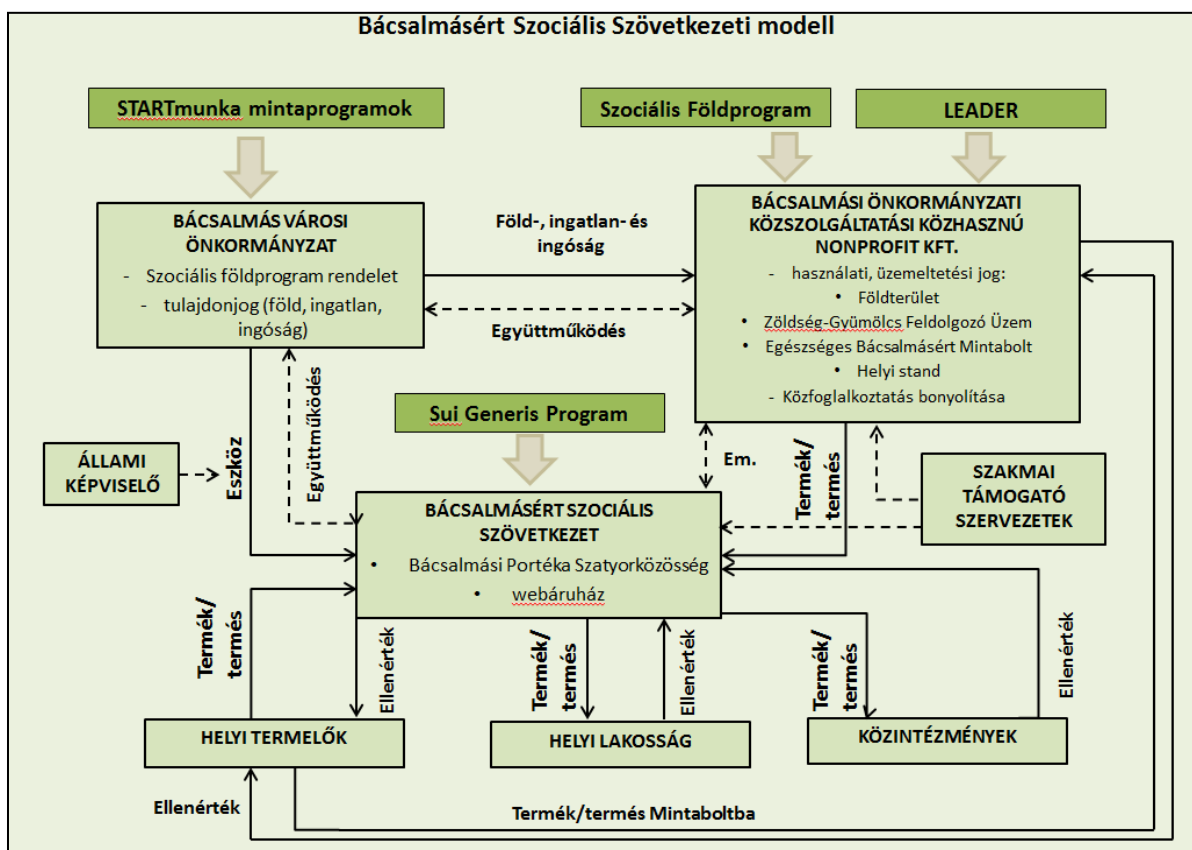 Bácsalmásért Szociális Szövetkezeti modell
STARTmunka mintaprogramok
Szociális Földprogram
LEADER
BÁCSALMÁS VÁROSI
ÖNKORMÁNYZAT
- Szociális földprogram rendelet
- tulajdonjog (föld, ingatlan,
ingóság)
Föld-, ingatlan- és
ingóság
Együttműködés
BÁCSALMÁSI ÖNKORMÁNYZATI
KÖZSZOLGÁLTATÁSI KÖZHASZNÚ
NONPROFIT KFT.
- használati, üzemeltetési jog:
• Földterület
• Zöldség-Gyümölcs Feldolgozó Üzem
• Egészséges Bácsalmásért Mintabolt
• Helyi stand
- Közfoglalkoztatás bonyolítása
Sui Generis Program
ÁLLAMI
KÉPVISELŐ
Eszköz
Együttműködés
Em.
Termék/
termés
SZAKMAI
TÁMOGATÓ
SZERVEZETEK
BÁCSALMÁSÉRT SZOCIÁLIS
SZÖVETKEZET
• Bácsalmási Portéka Szatyorközösség
• webáruház
Termék/
termés
Ellenérték
Termék/
termés
Ellenérték
Termék/
termés
Ellenérték
HELYI TERMELŐK
HELYI LAKOSSÁG
KÖZINTÉZMÉNYEK
Ellenérték
Termék/termés Mintaboltba